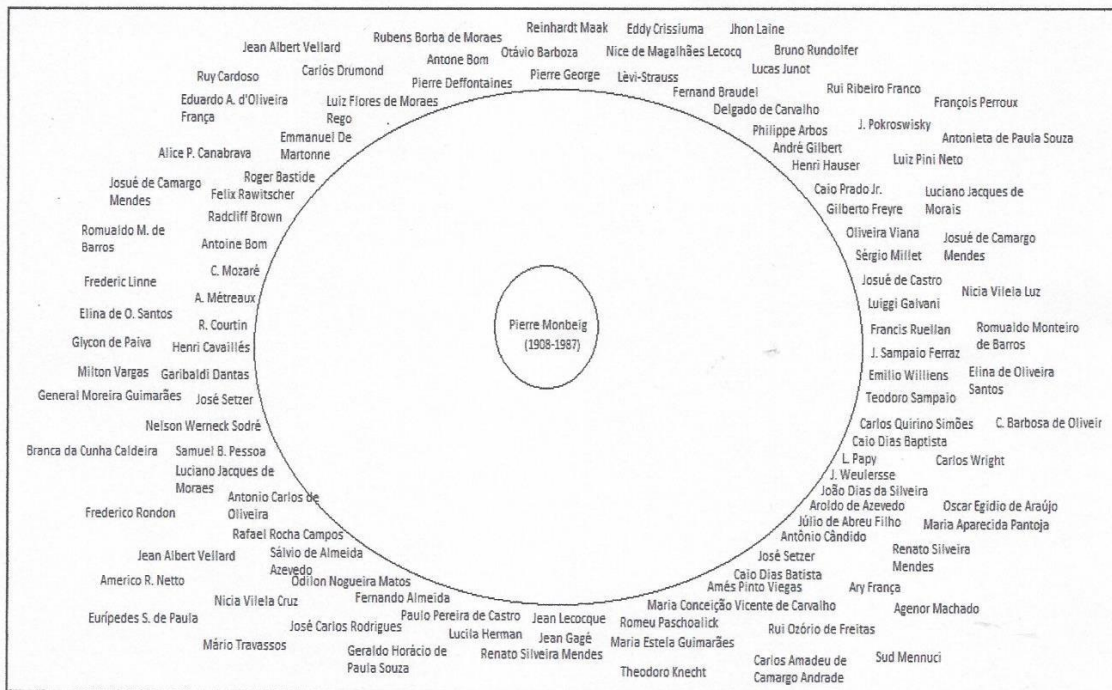 Reinhardt Maak
Eddy Crissiuma
Jhon Laine
Rubens Borba de Moraes
Jean Albert Vellard
Otávio Barboza
Nice de Magalhães Lecocq
Bruno Rundolfer
Antone Bom
Carlos Drumond
Lucas Junot
Ruy Cardoso
Pierre Deffontaines
Pierre George
Lèvi-Strauss
Fernand Braudel
Rui Ribeiro Franco
Eduardo A. d'Oliveira
França
Luiz Flores de Moraes
Rego
Delgado de Carvalho
François Perroux
Philippe Arbos
J. Pokroswisky
Antonieta de Paula Souza
Emmanuel De
Martonne
André Gilbert
Alice P. Canabrava
Henri Hauser
Luiz Pini Neto
Roger Bastide
Josué de Camargo
Mendes
Felix Rawitscher
Caio Prado Jr.
Luciano Jacques de
Morais
Radcliff Brown
Gilberto Freyre
Romualdo M. de
Barros
Antoine Bom
Oliveira Viana
Josué de Camargo
Mendes
Sérgio Millet
C. Mozaré
Frederic Linne
Josué de Castro
Nicia Vilela Luz
A. Métreaux
Luiggi Galvani
Elina de O. Santos
R. Courtin
Pierre Monbeig
(1908-1987)
Francis Ruellan
Romualdo Monteiro
de Barros
Glycon de Paiva
Henri Cavaillés
J. Sampaio Ferraz
Milton Vargas
Garibaldi Dantas
Emilio Williens
Elina de Oliveira
Santos
General Moreira Guimarães
José Setzer
Teodoro Sampaio
Nelson Werneck Sodré
Carlos Quirino Simões
C. Barbosa de Oliveir
Caio Dias Baptista
Branca da Cunha Caldeira
Samuel B. Pessoa
L. Papy
Carlos Wright
Luciano Jacques de
Moraes
J. Weulersse
João Dias da Silveira
Antonio Carlos de
Oliveira
Aroldo de Azevedo
Oscar Egidio de Araújo
Frederico Rondon
Júlio de Abreu Filho
Maria Aparecida Pantoja
Rafael Rocha Campos
Antônio Cândido
Jean Albert Vellard
Sálvio de Almeida
Azevedo
José Setzer
Renato Silveira
Mendes
Americo R. Netto
Odilon Nogueira Matos
Caio Dias Batista
Amés Pinto Viegas
Ary França
Nicia Vilela Cruz
Fernando Almeida
Maria Conceição Vicente de Carvalho
Agenor Machado
Eurípedes S. de Paula
Paulo Pereira de Castro
Jean Lecocque
Romeu Paschoalick
José Carlos Rodrigues
Lucila Herman
Jean Gagé
Maria Estela Guimarães
Rui Ozório de Freitas
Mário Travassos
Geraldo Horácio de
Paula Souza
Renato Silveira Mendes
Theodoro Knecht
Carlos Amadeu de
Camargo Andrade
Sud Mennuci